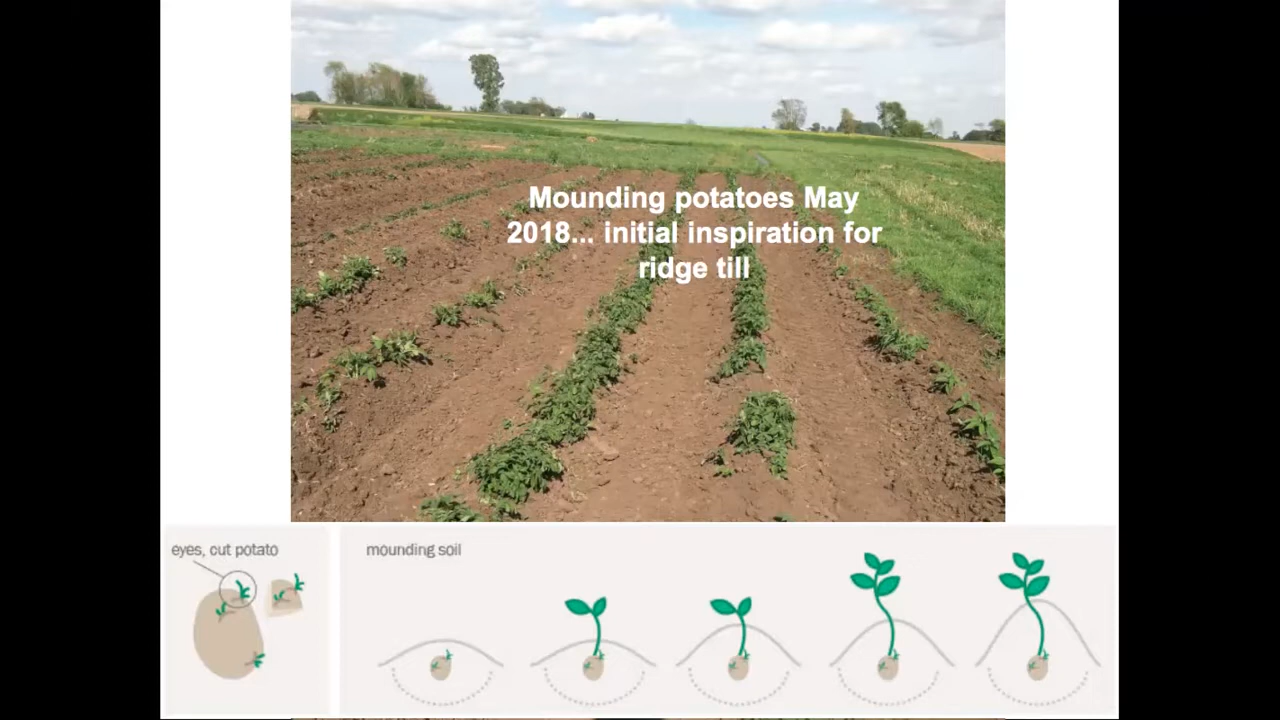 Mounding potatoes May
2018... initial inspiration for
ridge till
eyes, cut potato
mounding soil